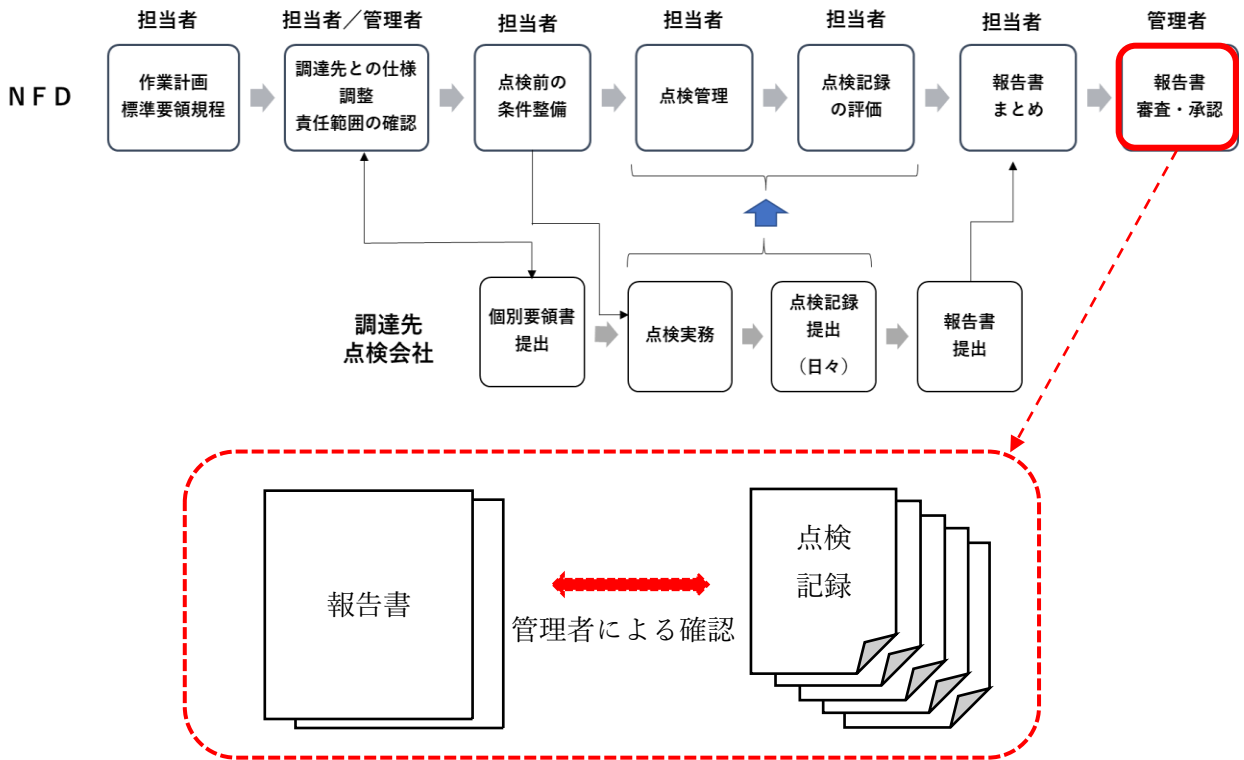 担当者
担当者／管理者
担当者
担当者
担当者
担当者
管理者
ＮＦＤ
作業計画
標準要領規程
調達先との仕様
調整
責任範囲の確認
点検前の
条件整備
点検管理
点検記録
の評価
報告書
まとめ
報告書
審査・承認
調達先
点検会社
個別要領書
提出
点検実務
点検記録
提出
（日々）
報告書
提出
報告書
管理者による確認
点検
記録